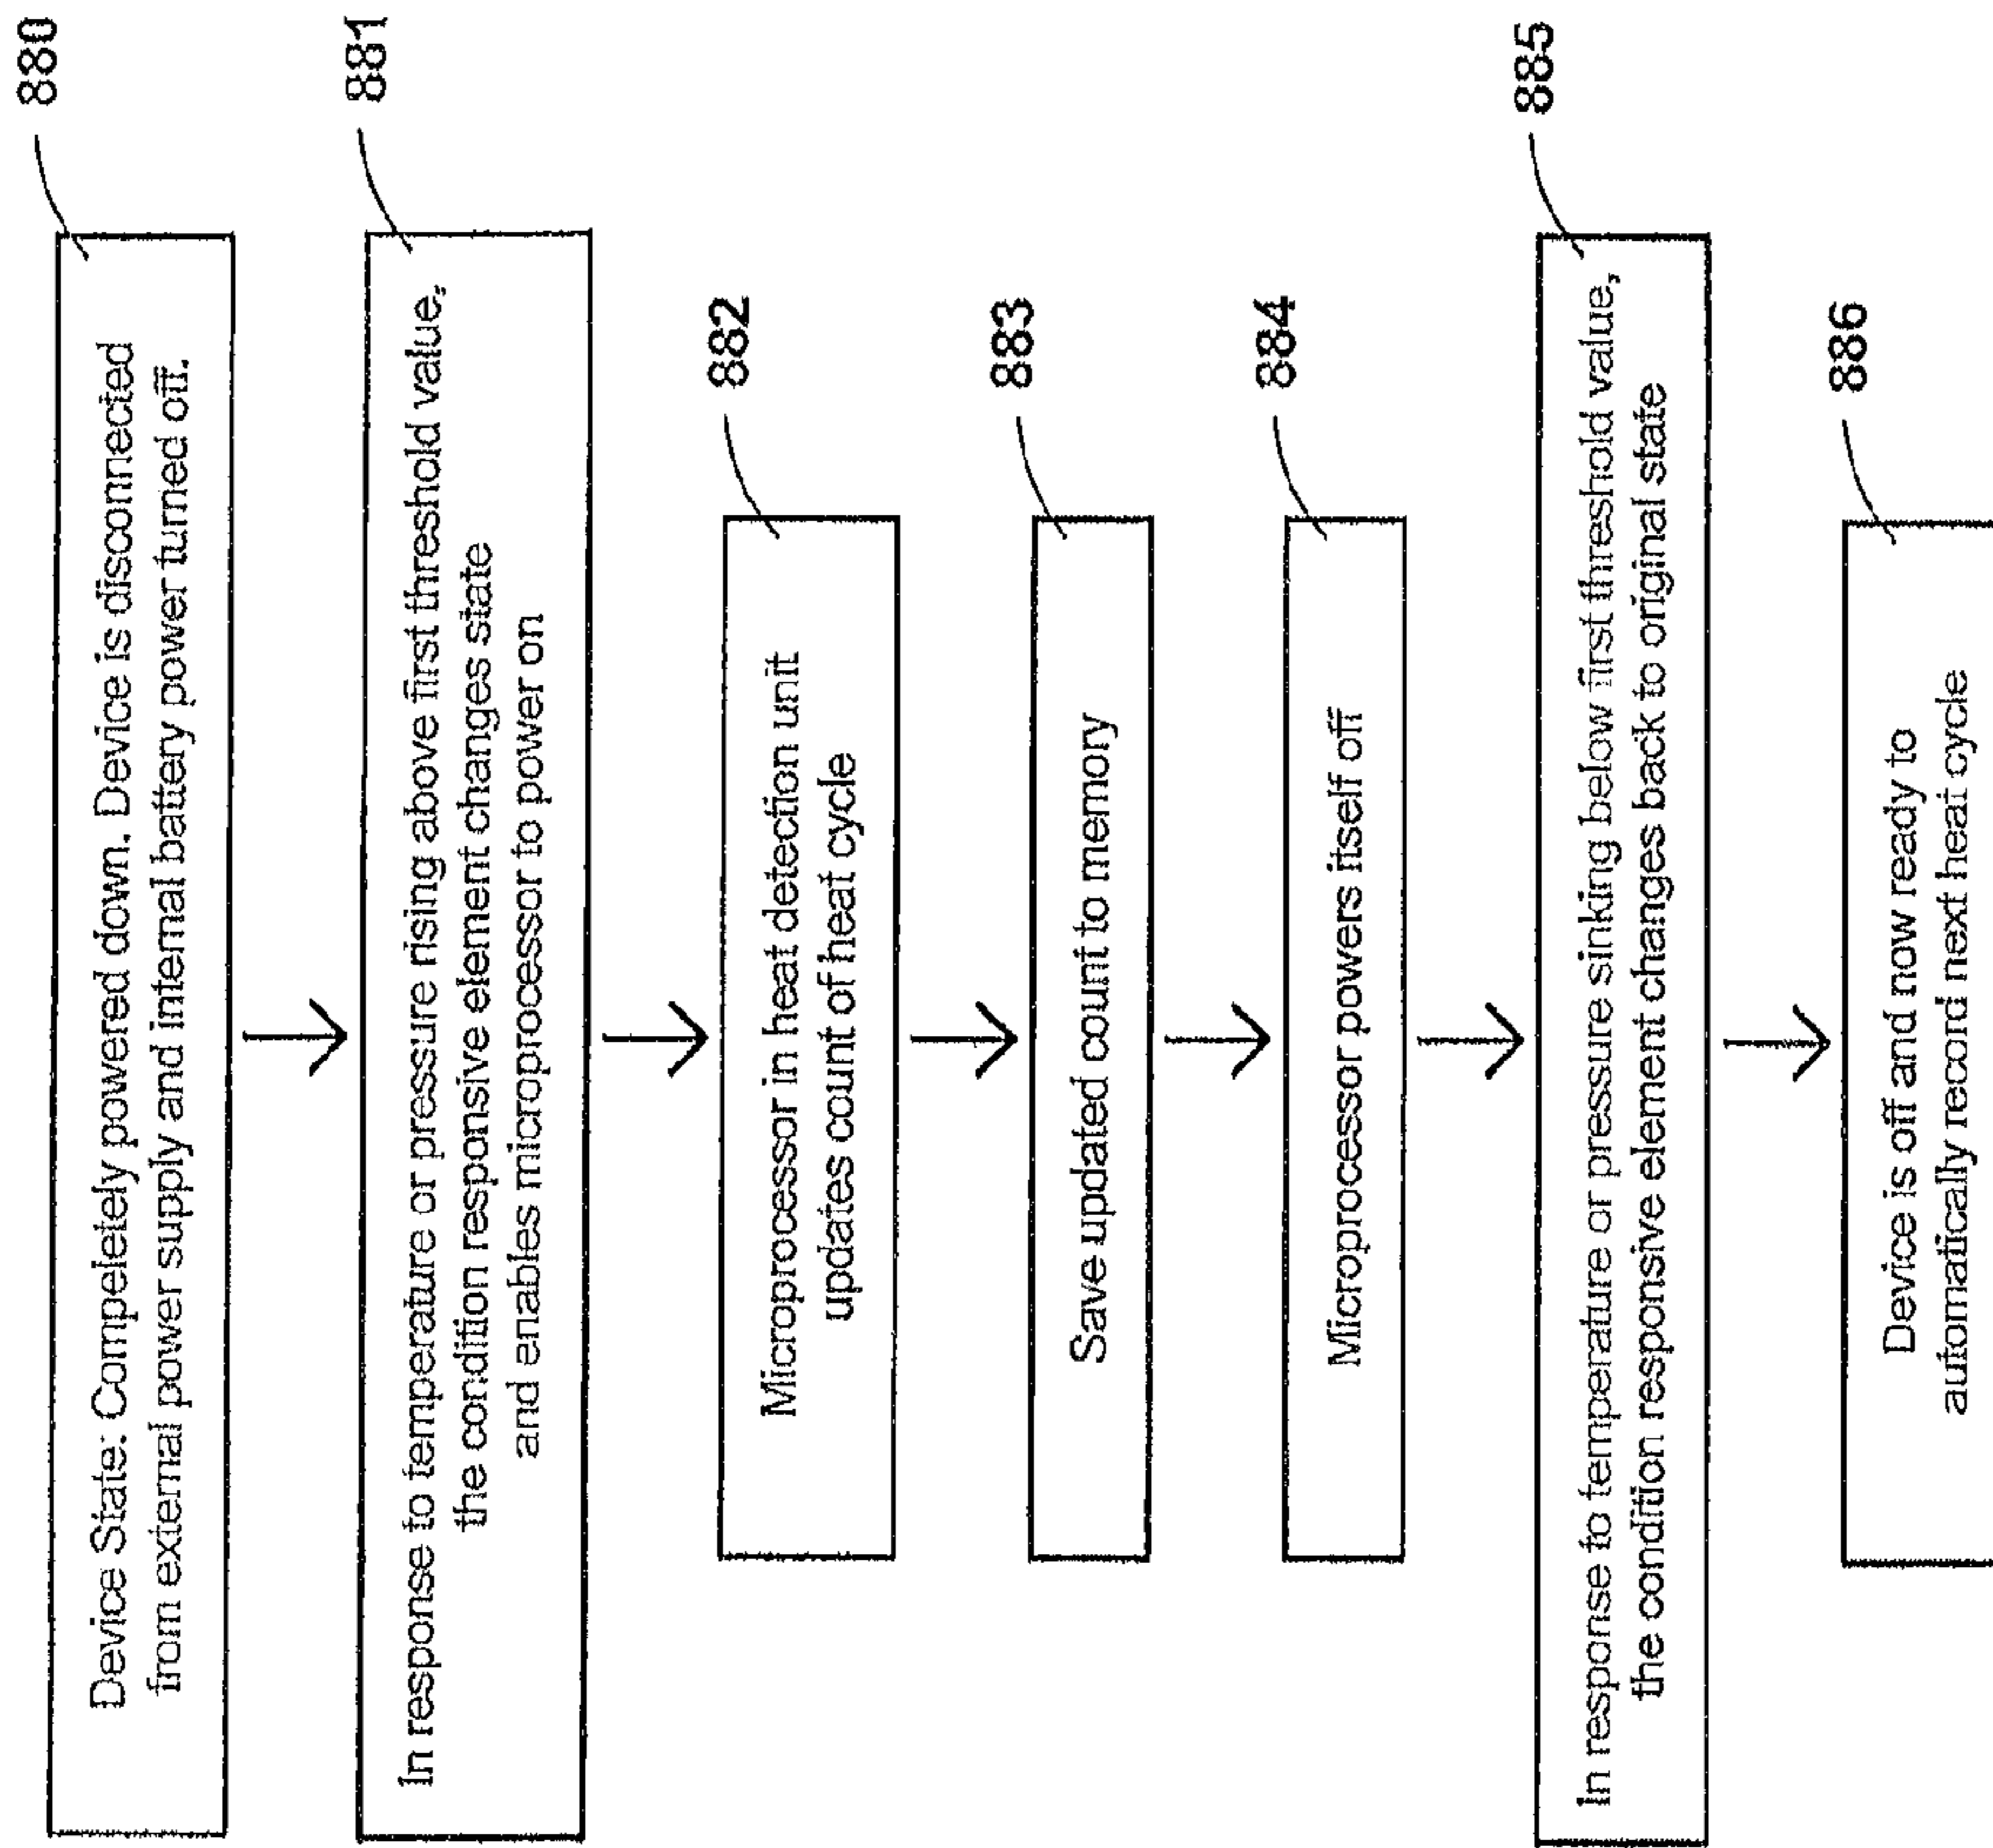 880
Device State: Compeletely powered down. Device is disconnected
from external power supply and internal battery power turned off.
881
In response to temperature or pressure rising above first threshold value,
the condition responsive element changes state
and enables microprocessor to power on
882
Microprocessor in heat detection unit
updates count of heat cycle
883
Save updated count to memory
884
Microprocessor powers itself off
885
In response to temperature or pressure sinking below first threshold value,
the condition responsive element changes back to original state
886
Device is off and now ready to
automatically record next heat cycle